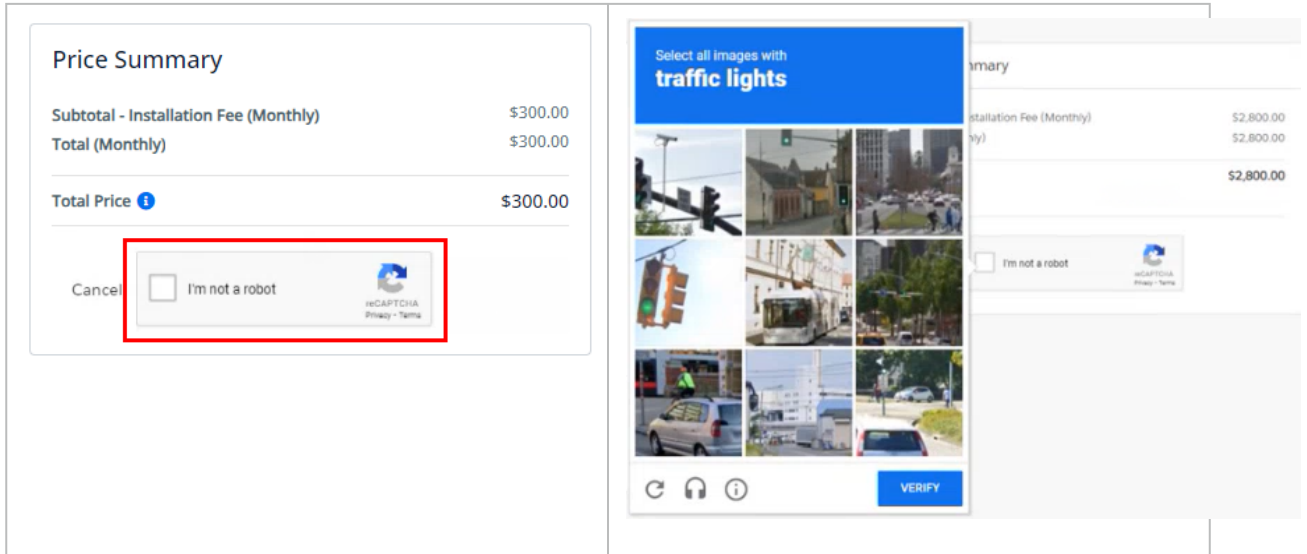 Price Summary
Subtotal - Installation Fee (Monthly) $300.00
Total (Monthly) $300.00
Total Price $300.00
Cancel
I'm not a robot
reCAPTCHA
Privacy - Terms
Select all images with
traffic lights
VERIFY
mmary
stallation Fee (Monthly) $2,800.00
hly) $2,800.00
$2,800.00
I'm not a robot
reCAPTCHA
Privacy - Terms